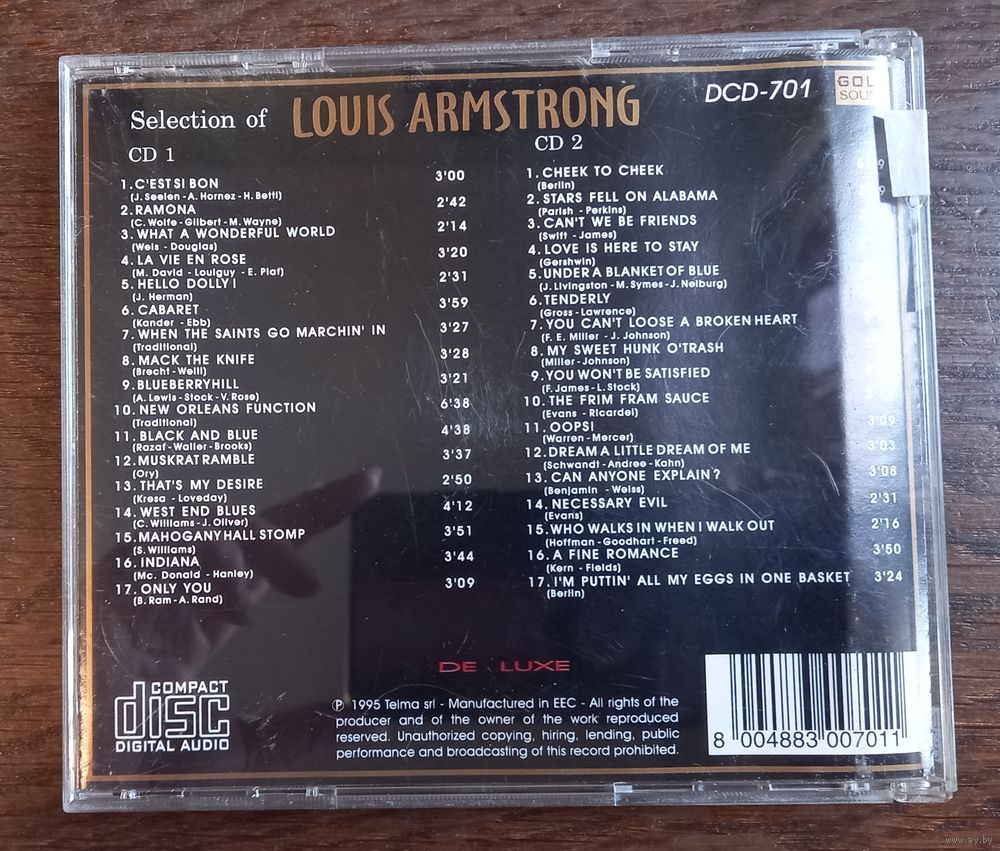 DCD-701
GOL
SOUN
Selection of LOUIS ARMSTRONG
CD 1
1. C'EST SI BON 3'00
(J. Seelen - A. Hornez - H. Betti)
2. RAMONA 2'42
(C. Wolfe - Gilbert - M. Wayne)
3. WHAT A WONDERFUL WORLD 2'14
(Weis - Douglas)
4. LA VIE EN ROSE 3'20
(M. David - Louiguy - E. Piaf)
5. HELLO DOLLY! 2'31
(J. Herman)
6. CABARET 3'59
(Kander - Ebb)
7. WHEN THE SAINTS GO MARCHIN' IN 3'27
(Traditional)
8. MACK THE KNIFE 3'28
(Brecht - Weill)
9. BLUEBERRYHILL 3'21
(A. Lewis - Stock - V. Rose)
10. NEW ORLEANS FUNCTION 6'38
(Traditional)
11. BLACK AND BLUE 4'38
(Razaf - Waller - Brooks)
12. MUSKRAT RAMBLE 3'37
(Ory)
13. THAT'S MY DESIRE 2'50
(Kresa - Loveday)
14. WEST END BLUES 4'12
(C. Williams - J. Oliver)
15. MAHOGANY HALL STOMP 3'51
(S. Williams)
16. INDIANA 3'44
(Mc. Donald - Hanley)
17. ONLY YOU 3'09
(B. Ram - A. Rand)
CD 2
1. CHEEK TO CHEEK
(Berlin)
2. STARS FELL ON ALABAMA
(Parish - Perkins)
3. CAN'T WE BE FRIENDS
(Swift - James)
4. LOVE IS HERE TO STAY
(Gershwin)
5. UNDER A BLANKET OF BLUE
(J. Livingston - M. Symes - J. Neiburg)
6. TENDERLY
(Gross - Lawrence)
7. YOU CAN'T LOOSE A BROKEN HEART
(F. E. Miller - J. Johnson)
8. MY SWEET HUNK O'TRASH
(Miller - Johnson)
9. YOU WON'T BE SATISFIED
(F. James - L. Stock)
10. THE FRIM FRAM SAUCE
(Evans - Ricardel)
11. OOPS! 3'09
(Warren - Mercer)
12. DREAM A LITTLE DREAM OF ME 3'03
(Schwandt - Andree - Kahn)
13. CAN ANYONE EXPLAIN? 3'08
(Benjamin - Weiss)
14. NECESSARY EVIL 2'31
(Evans)
15. WHO WALKS IN WHEN I WALK OUT 2'16
(Hoffman - Goodhart - Freed)
16. A FINE ROMANCE 3'50
(Kern - Fields)
17. I'M PUTTIN' ALL MY EGGS IN ONE BASKET 3'24
(Berlin)
DE LUXE
COMPACT
disc
DIGITAL AUDIO
Ⓟ 1995 Telma srl - Manufactured in EEC - All rights of the
producer and of the owner of the work reproduced
reserved. Unauthorized copying, hiring, lending, public
performance and broadcasting of this record prohibited.
8 004883 007011
www.ay.by